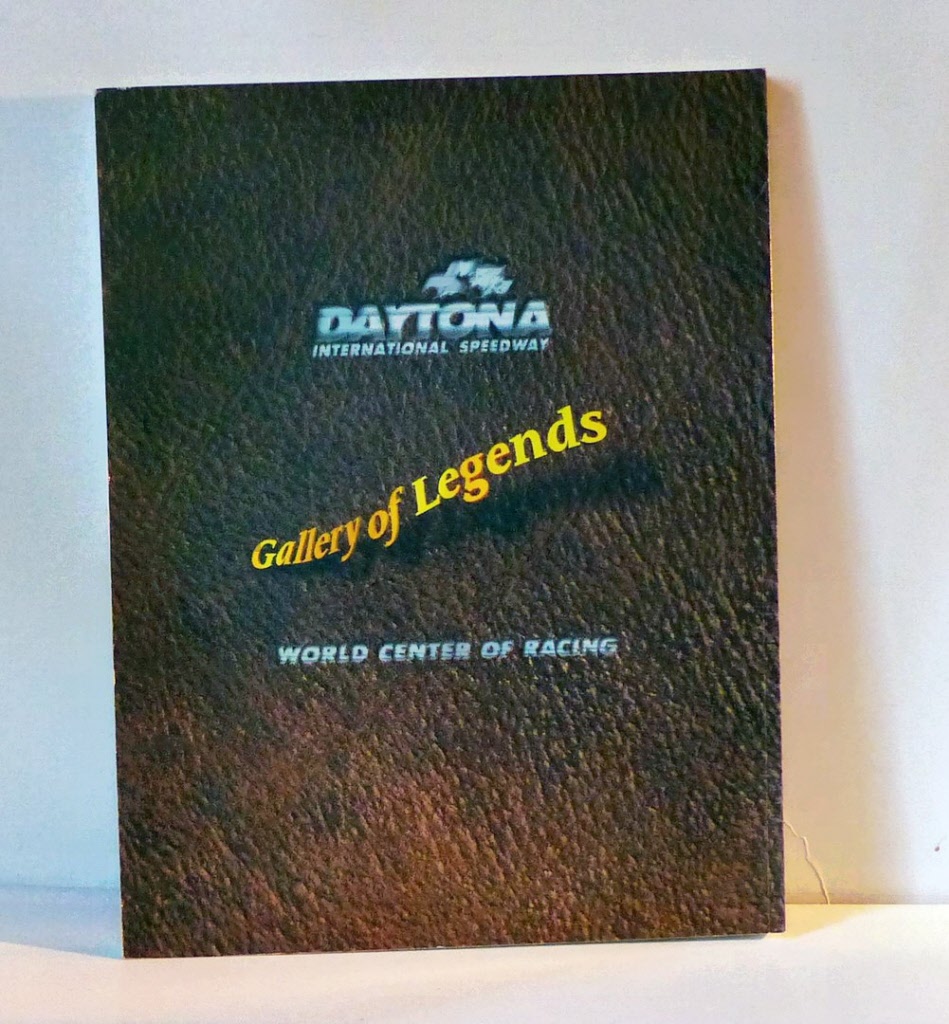 DAYTONA
INTERNATIONAL SPEEDWAY
Gallery of Legends
WORLD CENTER OF RACING